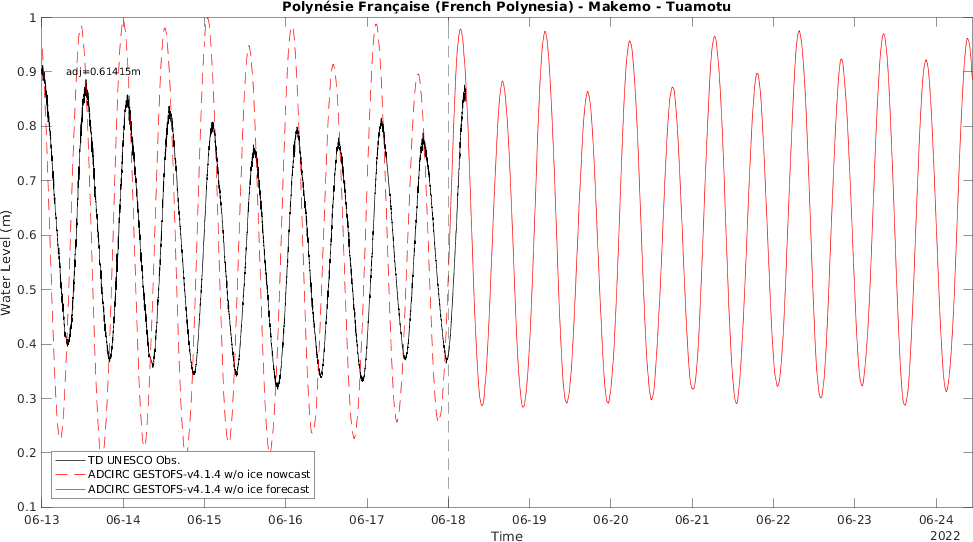 Polynésie Française (French Polynesia) - Makemo - Tuamotu
1
0.9
0.8
0.7
0.6
0.5
0.4
0.3
0.2
0.1
Water Level (m)
adj=0.61415m
TD UNESCO Obs.
ADCIRC GESTOFS-v4.1.4 w/o ice nowcast
ADCIRC GESTOFS-v4.1.4 w/o ice forecast
06-13 06-14 06-15 06-16 06-17 06-18 06-19 06-20 06-21 06-22 06-23 06-24
2022
Time